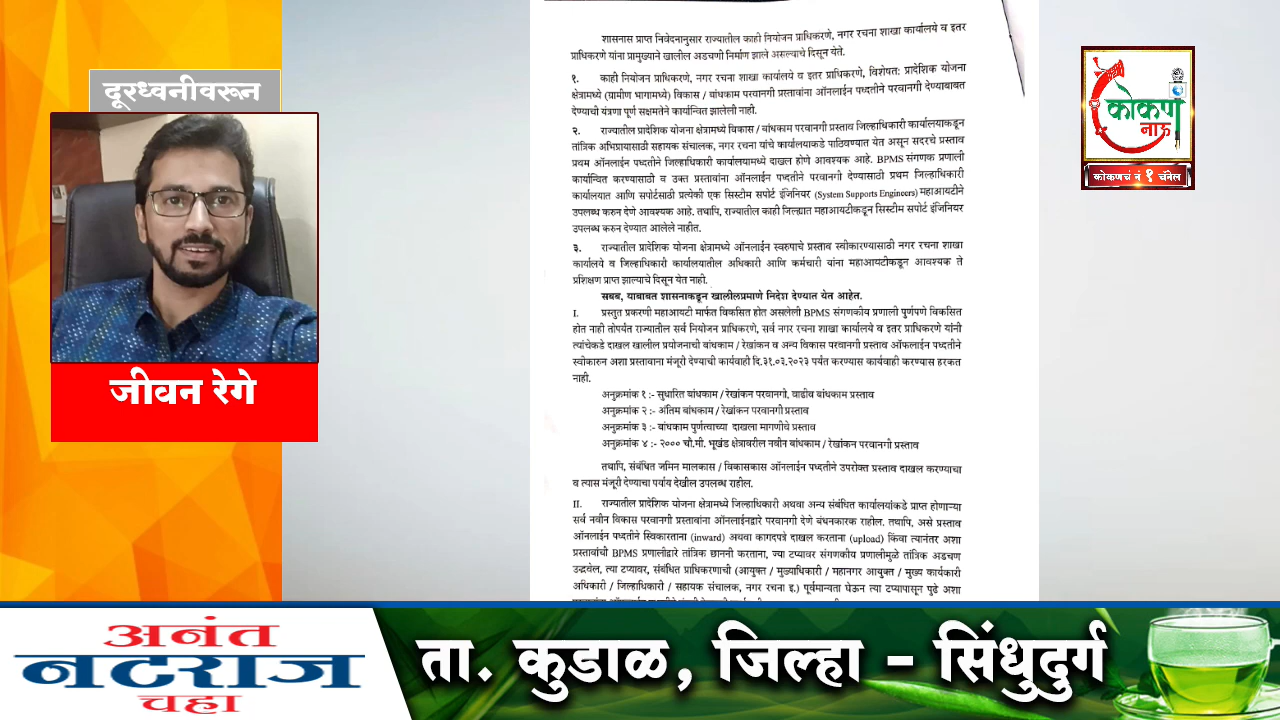 दूरध्वनीवरून
जीवन रेगे
शासनास प्राप्त निवेदनानुसार राज्यातील काही नियोजन प्राधिकरणे, नगर रचना शाखा कार्यालये व इतर
प्राधिकरणे यांना प्रामुख्याने खालील अडचणी निर्माण झाले असल्याचे दिसून येते.
१. काही नियोजन प्राधिकरणे, नगर रचना शाखा कार्यालये व इतर प्राधिकरणे, विशेषत: प्रादेशिक योजना
क्षेत्रामध्ये (ग्रामीण भागामध्ये) विकास / बांधकाम परवानगी प्रस्तावांना ऑनलाईन पध्दतीने परवानगी देण्याबाबत
देण्याची यंत्रणा पूर्ण सक्षमतेने कार्यान्वित झालेली नाही.
२. राज्यातील प्रादेशिक योजना क्षेत्रामध्ये विकास / बांधकाम परवानगी प्रस्ताव जिल्हाधिकारी कार्यालयाकडून
तांत्रिक अभिप्रायासाठी सहायक संचालक, नगर रचना यांचे कार्यालयाकडे पाठविण्यात येत असून सदरचे प्रस्ताव
प्रथम ऑनलाईन पध्दतीने जिल्हाधिकारी कार्यालयामध्ये दाखल होणे आवश्यक आहे. BPMS संगणक प्रणाली
कार्यान्वित करण्यासाठी व उक्त प्रस्तावांना ऑनलाईन पध्दतीने परवानगी देण्यासाठी प्रथम जिल्हाधिकारी
कार्यालयात आणि सपोर्टसाठी प्रत्येकी एक सिस्टीम सपोर्ट इंजिनियर (System Supports Engineers) महाआयटीने
उपलब्ध करुन देणे आवश्यक आहे. तथापि, राज्यातील काही जिल्ह्यात महाआयटीकडून सिस्टीम सपोर्ट इंजिनियर
उपलब्ध करुन देण्यात आलेले नाहीत.
३. राज्यातील प्रादेशिक योजना क्षेत्रामध्ये ऑनलाईन स्वरुपाचे प्रस्ताव स्वीकारण्यासाठी नगर रचना शाखा
कार्यालये व जिल्हाधिकारी कार्यालयातील अधिकारी आणि कर्मचारी यांना महाआयटीकडून आवश्यक ते
प्रशिक्षण प्राप्त झाल्याचे दिसून येत नाही.
सबब, याबाबत शासनाकडून खालीलप्रमाणे निदेश देण्यात येत आहेत.
I. प्रस्तुत प्रकरणी महाआयटी मार्फत विकसित होत असलेली BPMS संगणकीय प्रणाली पुर्णपणे विकसित
होत नाही तोपर्यंत राज्यातील सर्व नियोजन प्राधिकरणे, सर्व नगर रचना शाखा कार्यालये व इतर प्राधिकरणे यांनी
त्यांचेकडे दाखल खालील प्रयोजनाची बांधकाम / रेखांकन व अन्य विकास परवानगी प्रस्ताव ऑफलाईन पध्दतीने
स्वीकारुन अशा प्रस्तावाना मंजूरी देण्याची कार्यवाही दि.३१.०३.२०२३ पर्यंत करण्यास कार्यवाही करण्यास हरकत
नाही.
अनुक्रमांक १ :- सुधारित बांधकाम / रेखांकन परवानगी, वाढीव बांधकाम प्रस्ताव
अनुक्रमांक २ :- अंतिम बांधकाम / रेखांकन परवानगी प्रस्ताव
अनुक्रमांक ३ :- बांधकाम पुर्णत्वाच्या दाखला मागणीचे प्रस्ताव
अनुक्रमांक ४ :- २००० चौ.मी. भूखंड क्षेत्रावरील नवीन बांधकाम / रेखांकन परवानगी प्रस्ताव
तथापि, संबंधित जमिन मालकास / विकासकास ऑनलाईन पध्दतीने उपरोक्त प्रस्ताव दाखल करण्याचा
व त्यास मंजूरी देण्याचा पर्याय देखील उपलब्ध राहील.
II. राज्यातील प्रादेशिक योजना क्षेत्रामध्ये जिल्हाधिकारी अथवा अन्य संबंधित कार्यालयांकडे प्राप्त होणाऱ्या
सर्व नवीन विकास परवानगी प्रस्तावांना ऑनलाईनद्वारे परवानगी देणे बंधनकारक राहील. तथापि, असे प्रस्ताव
ऑनलाईन पध्दतीने स्विकारताना (inward) अथवा कागदपत्रे दाखल करताना (upload) किंवा त्यानंतर अशा
प्रस्तावांची BPMS प्रणालीद्वारे तांत्रिक छाननी करताना, ज्या टप्प्यावर संगणकीय प्रणालीमुळे तांत्रिक अडचण
उद्भवेल, त्या टप्प्यावर, संबंधित प्राधिकरणाची (आयुक्त / मुख्याधिकारी / महानगर आयुक्त / मुख्य कार्यकारी
अधिकारी / जिल्हाधिकारी / सहायक संचालक, नगर रचना इ.) पूर्वमान्यता घेऊन त्या टप्यापासून पुढे अशा
कोकण
नाऊ
कोकणचं नं १ चॅनेल
अनंत
नटराज
चहा
ता. कुडाळ, जिल्हा - सिंधुदुर्ग